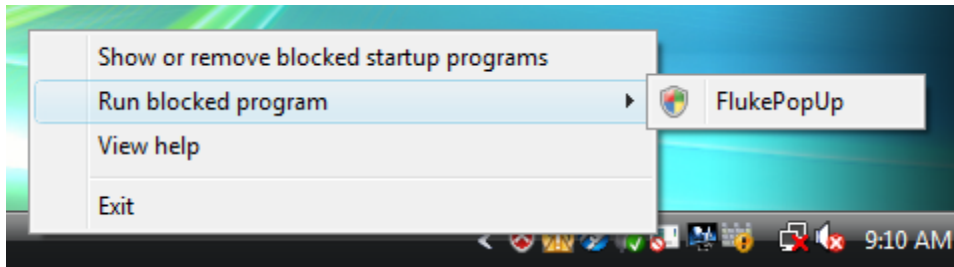 Show or remove blocked startup programs
Run blocked program
FlukePopUp
View help
Exit
9:10 AM